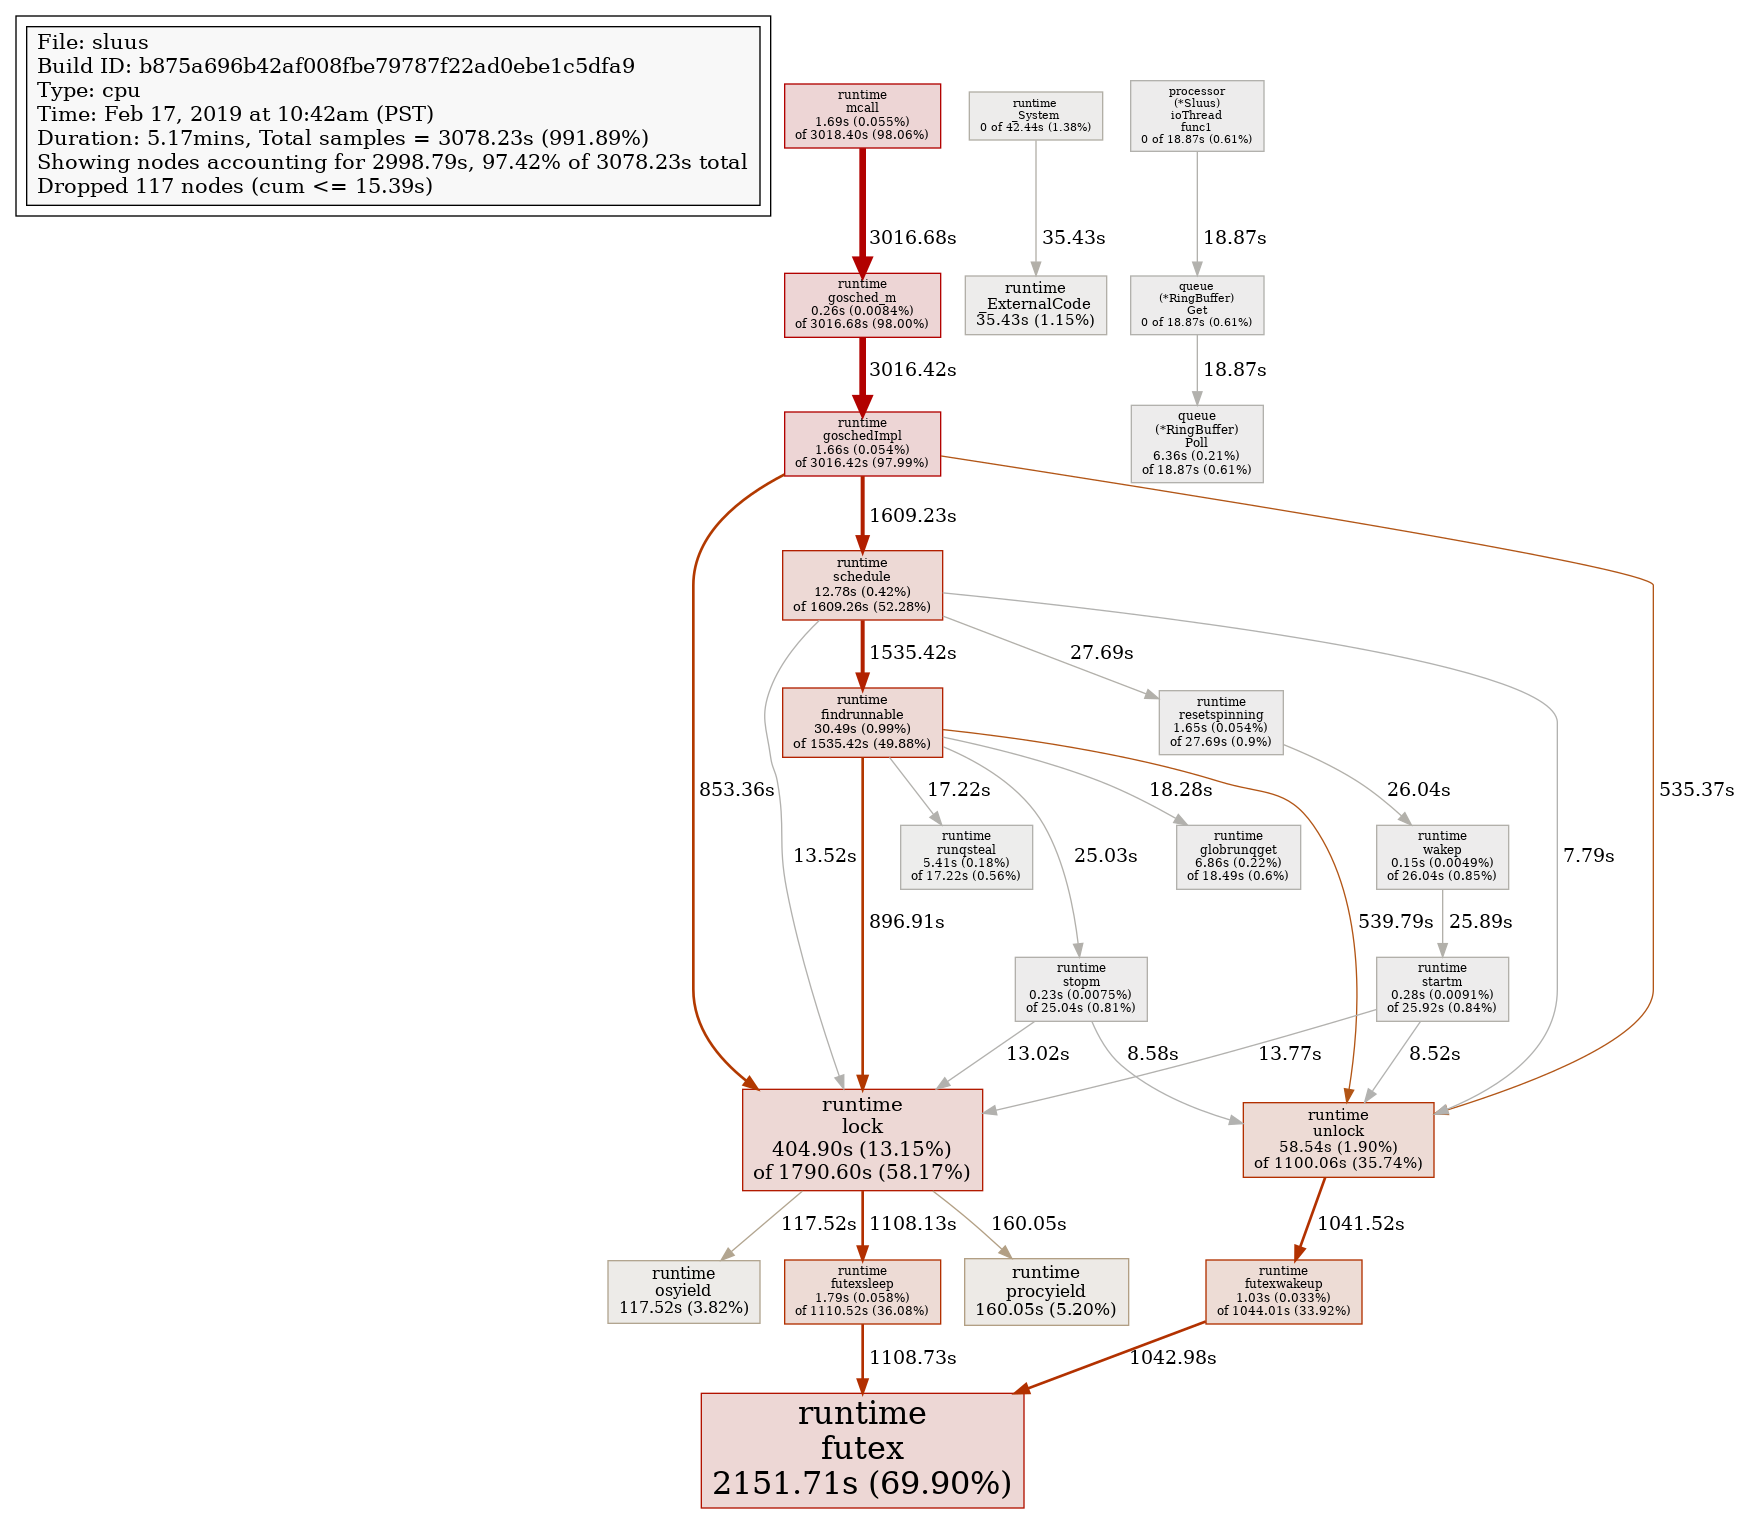 File: sluus
Build ID: b875a696b42af008fbe79787f22ad0ebe1c5dfa9
Type: cpu
Time: Feb 17, 2019 at 10:42am (PST)
Duration: 5.17mins, Total samples = 3078.23s (991.89%)
Showing nodes accounting for 2998.79s, 97.42% of 3078.23s total
Dropped 117 nodes (cum <= 15.39s)
runtime
mcall
1.69s (0.055%)
of 3018.40s (98.06%)
runtime
_System
0 of 42.44s (1.38%)
processor
(*Sluus)
ioThread
func1
0 of 18.87s (0.61%)
3016.68s
35.43s
18.87s
runtime
gosched_m
0.26s (0.0084%)
of 3016.68s (98.00%)
runtime
_ExternalCode
35.43s (1.15%)
queue
(*RingBuffer)
Get
0 of 18.87s (0.61%)
3016.42s
18.87s
runtime
goschedImpl
1.66s (0.054%)
of 3016.42s (97.99%)
queue
(*RingBuffer)
Poll
6.36s (0.21%)
of 18.87s (0.61%)
1609.23s
runtime
schedule
12.78s (0.42%)
of 1609.26s (52.28%)
1535.42s
27.69s
runtime
findrunnable
30.49s (0.99%)
of 1535.42s (49.88%)
runtime
resetspinning
1.65s (0.054%)
of 27.69s (0.9%)
853.36s
17.22s
18.28s
26.04s
535.37s
runtime
runqsteal
5.41s (0.18%)
of 17.22s (0.56%)
runtime
globrunqget
6.86s (0.22%)
of 18.49s (0.6%)
runtime
wakep
0.15s (0.0049%)
of 26.04s (0.85%)
13.52s
25.03s
7.79s
896.91s
539.79s
25.89s
runtime
stopm
0.23s (0.0075%)
of 25.04s (0.81%)
runtime
startm
0.28s (0.0091%)
of 25.92s (0.84%)
13.02s
8.58s
13.77s
8.52s
runtime
lock
404.90s (13.15%)
of 1790.60s (58.17%)
runtime
unlock
58.54s (1.90%)
of 1100.06s (35.74%)
117.52s
1108.13s
160.05s
1041.52s
runtime
osyield
117.52s (3.82%)
runtime
futexsleep
1.79s (0.058%)
of 1110.52s (36.08%)
runtime
procyield
160.05s (5.20%)
runtime
futexwakeup
1.03s (0.033%)
of 1044.01s (33.92%)
1108.73s
1042.98s
runtime
futex
2151.71s (69.90%)